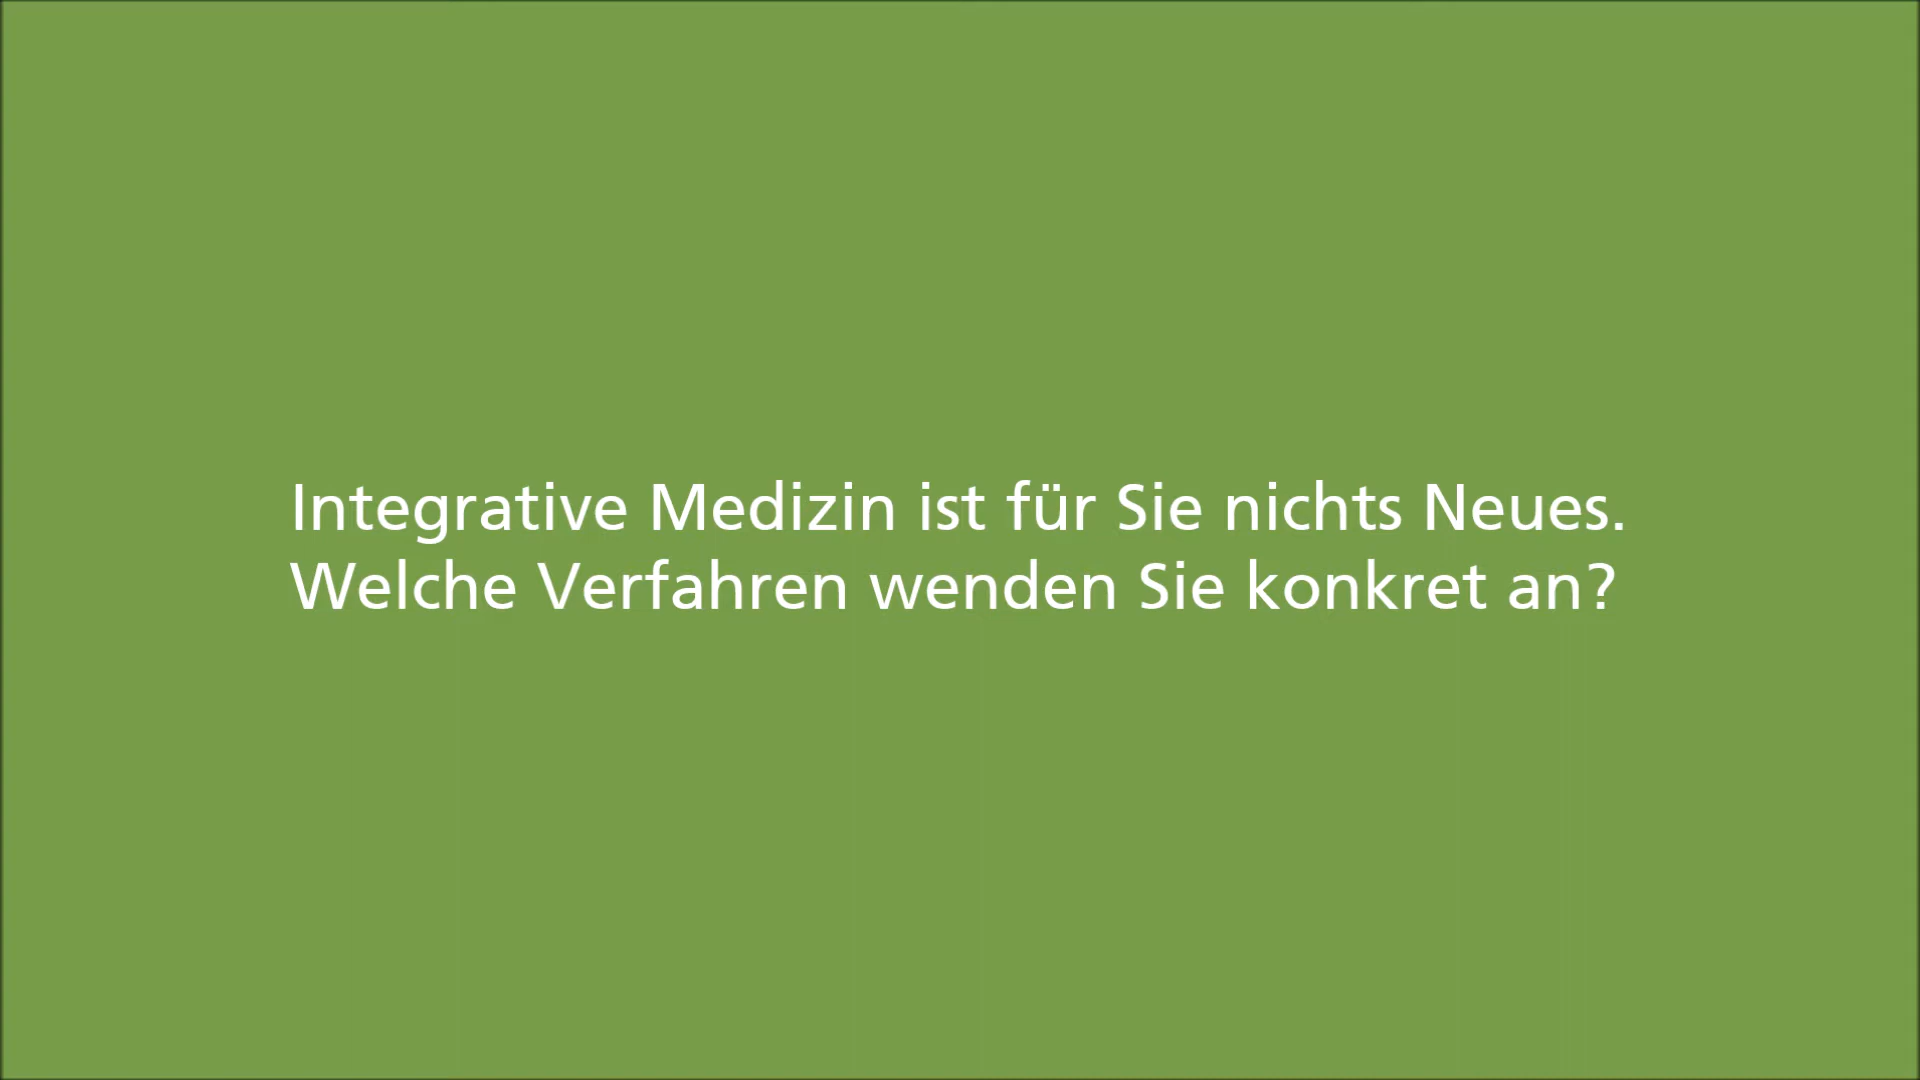 Integrative Medizin ist für Sie nichts Neues.
Welche Verfahren wenden Sie konkret an?